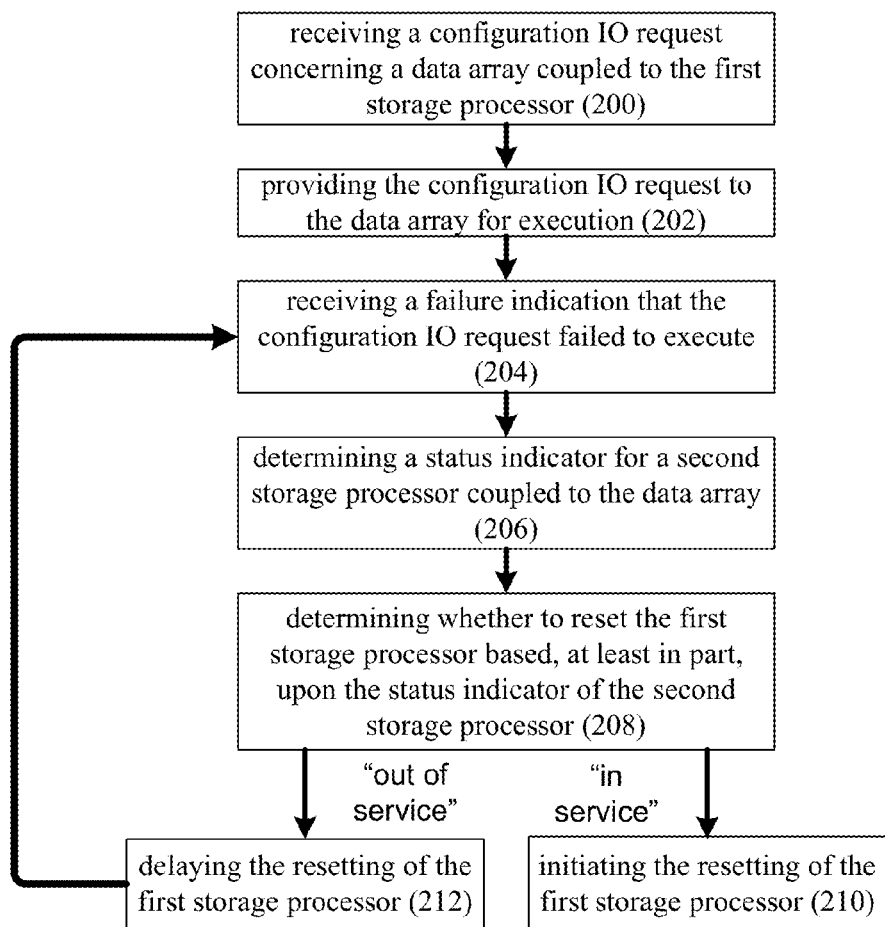 receiving a configuration IO request
concerning a data array coupled to the first
storage processor (200)
providing the configuration IO request to
the data array for execution (202)
receiving a failure indication that the
configuration IO request failed to execute
(204)
determining a status indicator for a second
storage processor coupled to the data array
(206)
determining whether to reset the first
storage processor based, at least in part,
upon the status indicator of the second
storage processor (208)
“out of
service”
“in
service”
delaying the resetting of the
first storage processor (212)
initiating the resetting of the
first storage processor (210)